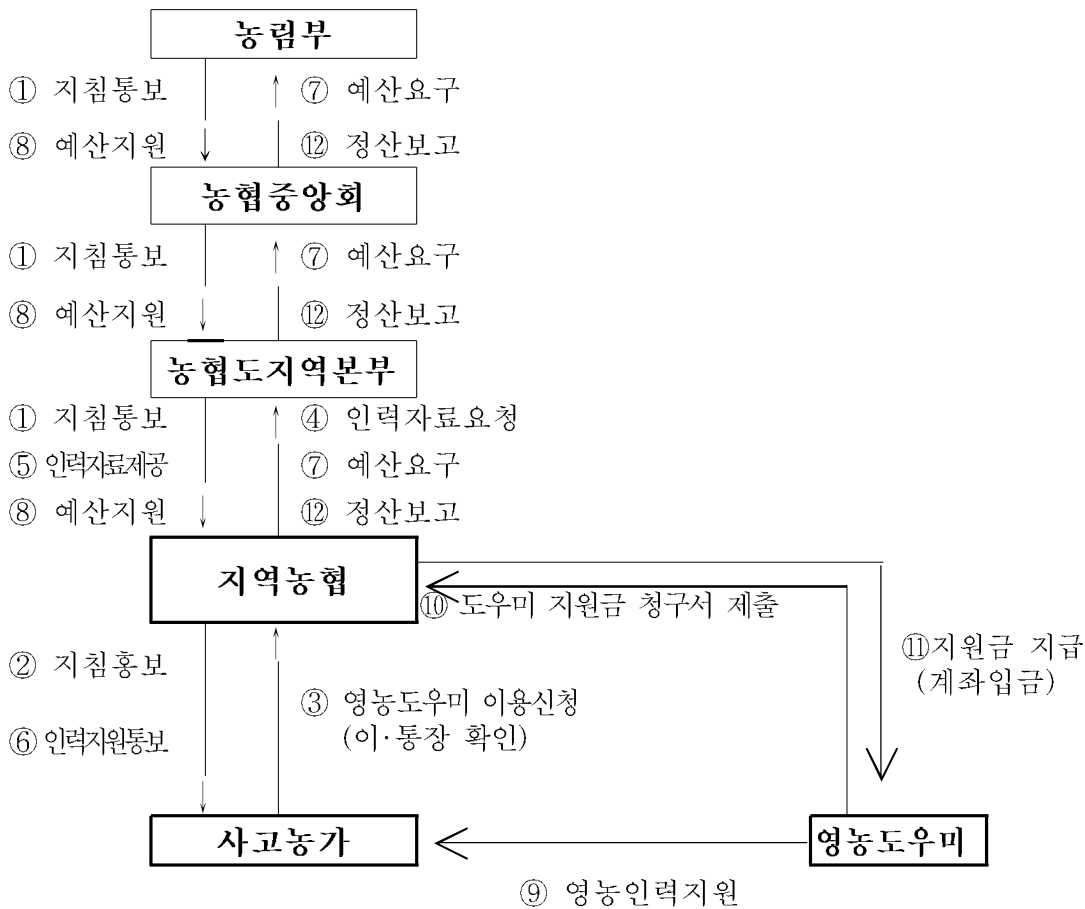 농림부
① 지침통보
⑦ 예산요구
⑧ 예산지원
⑫ 정산보고
농협중앙회
① 지침통보
⑦ 예산요구
⑧ 예산지원
⑫ 정산보고
농협도지역본부
① 지침통보
④ 인력자료요청
⑤ 인력자료제공
⑦ 예산요구
⑧ 예산지원
⑫ 정산보고
지역농협
⑩ 도우미 지원금 청구서 제출
② 지침홍보
⑪지원금 지급
(계좌입금)
③ 영농도우미 이용신청
(이·통장 확인)
⑥ 인력지원통보
사고농가
영농도우미
⑨ 영농인력지원